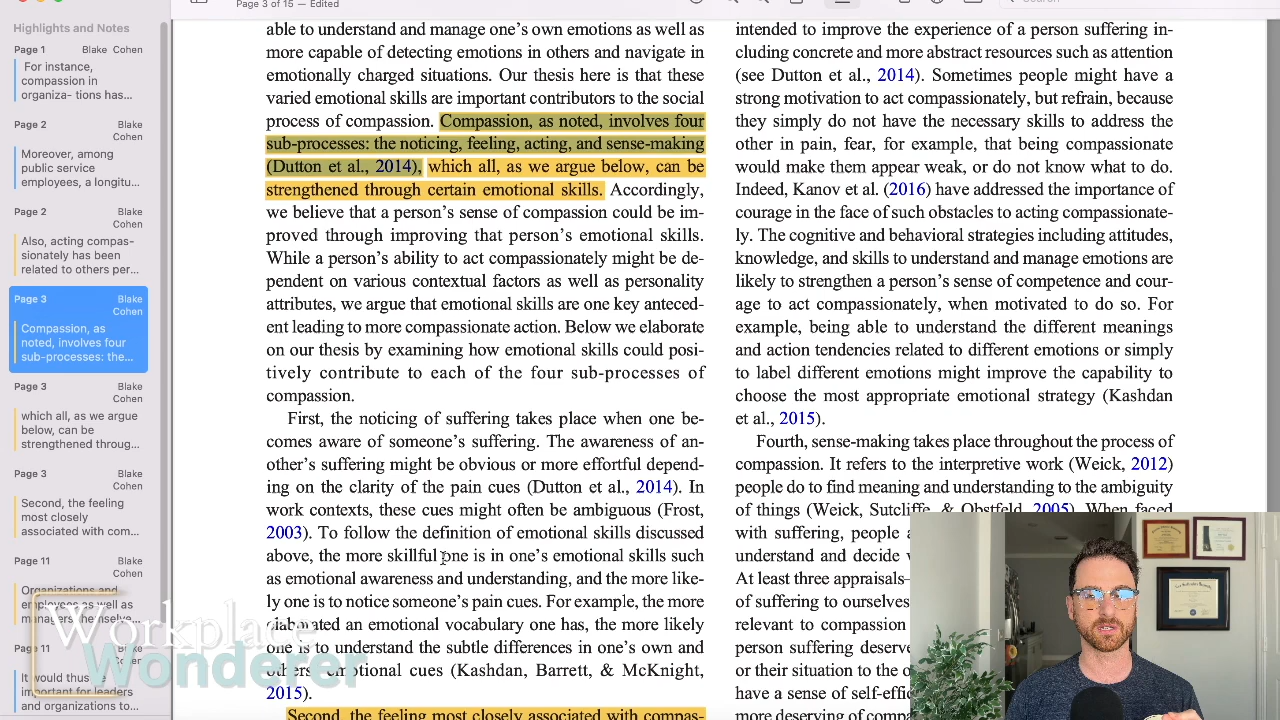 Page 3 of 15 — Edited
Search
Highlights and Notes
Page 1
Blake Cohen
For instance,
compassion in
organiza- tions has...
Page 2
Blake
Cohen
Moreover, among
public service
employees, a longitu...
Page 2
Blake
Cohen
Also, acting compas-
sionately has been
related to others per...
Page 3
Blake
Cohen
Compassion, as
noted, involves four
sub-processes: the...
Page 3
Blake
Cohen
which all, as we argue
below, can be
strengthened throug...
Page 3
Blake
Cohen
Second, the feeling
most closely
associated with com...
Page 11
Blake
Cohen
Organizations and
employees as well as
managers themselve...
Page 11
Blake
Cohen
It would thus be
important for leaders
and organizations to...
able to understand and manage one's own emotions as well as
more capable of detecting emotions in others and navigate in
emotionally charged situations. Our thesis here is that these
varied emotional skills are important contributors to the social
process of compassion. Compassion, as noted, involves four
sub-processes: the noticing, feeling, acting, and sense-making
(Dutton et al., 2014), which all, as we argue below, can be
strengthened through certain emotional skills. Accordingly,
we believe that a person's sense of compassion could be im-
proved through improving that person's emotional skills.
While a person's ability to act compassionately might be de-
pendent on various contextual factors as well as personality
attributes, we argue that emotional skills are one key anteced-
ent leading to more compassionate action. Below we elaborate
on our thesis by examining how emotional skills could posi-
tively contribute to each of the four sub-processes of
compassion.
First, the noticing of suffering takes place when one be-
comes aware of someone's suffering. The awareness of an-
other's suffering might be obvious or more effortful depend-
ing on the clarity of the pain cues (Dutton et al., 2014). In
work contexts, these cues might often be ambiguous (Frost,
2003). To follow the definition of emotional skills discussed
above, the more skillful one is in one's emotional skills such
as emotional awareness and understanding, and the more like-
ly one is to notice someone's pain cues. For example, the more
elaborated an emotional vocabulary one has, the more likely
one is to understand the subtle differences in one's own and
others' emotional cues (Kashdan, Barrett, & McKnight,
2015).
Second, the feeling most closely associated with compas-
intended to improve the experience of a person suffering in-
cluding concrete and more abstract resources such as attention
(see Dutton et al., 2014). Sometimes people might have a
strong motivation to act compassionately, but refrain, because
they simply do not have the necessary skills to address the
other in pain, fear, for example, that being compassionate
would make them appear weak, or do not know what to do.
Indeed, Kanov et al. (2016) have addressed the importance of
courage in the face of such obstacles to acting compassionate-
ly. The cognitive and behavioral strategies including attitudes,
knowledge, and skills to understand and manage emotions are
likely to strengthen a person's sense of competence and cour-
age to act compassionately, when motivated to do so. For
example, being able to understand the different meanings
and action tendencies related to different emotions or simply
to label different emotions might improve the capability to
choose the most appropriate emotional strategy (Kashdan
et al., 2015).
Fourth, sense-making takes place throughout the process of
compassion. It refers to the interpretive work (Weick, 2012)
people do to find meaning and understanding to the ambiguity
of things (Weick, Sutcliffe, & Obstfeld, 2005). When faced
with suffering, people
understand and decide
At least three appraisals–
of suffering to ourselves
relevant to compassion
person suffering deserve
or their situation to the o
have a sense of self-effic
more deserving of compa
Workplace
Wonderer